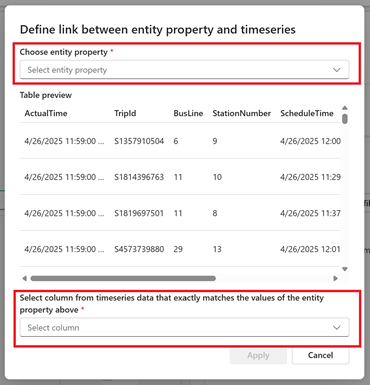 Define link between entity property and timeseries
Choose entity property *
Select entity property
Table preview
ActualTime TripId BusLine StationNumber ScheduleTime
4/26/2025 11:59:00 ... S1357910504 6 9 4/26/2025 12:00
4/26/2025 11:59:00 ... S1814396763 11 10 4/26/2025 11:29
4/26/2025 11:59:00 ... S1819697501 11 8 4/26/2025 11:37
4/26/2025 11:59:00 ... S4573739880 29 13 4/26/2025 12:01
Select column from timeseries data that exactly matches the values of the entity
property above *
Select column
Apply Cancel